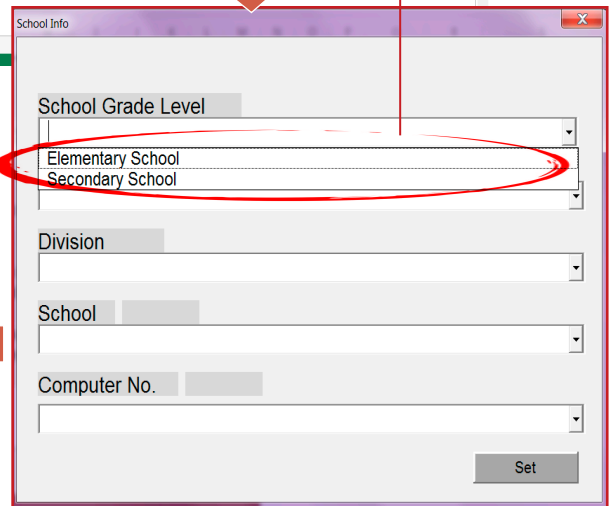 School Info
School Grade Level
Elementary School
Secondary School
Division
School
Computer No.
Set